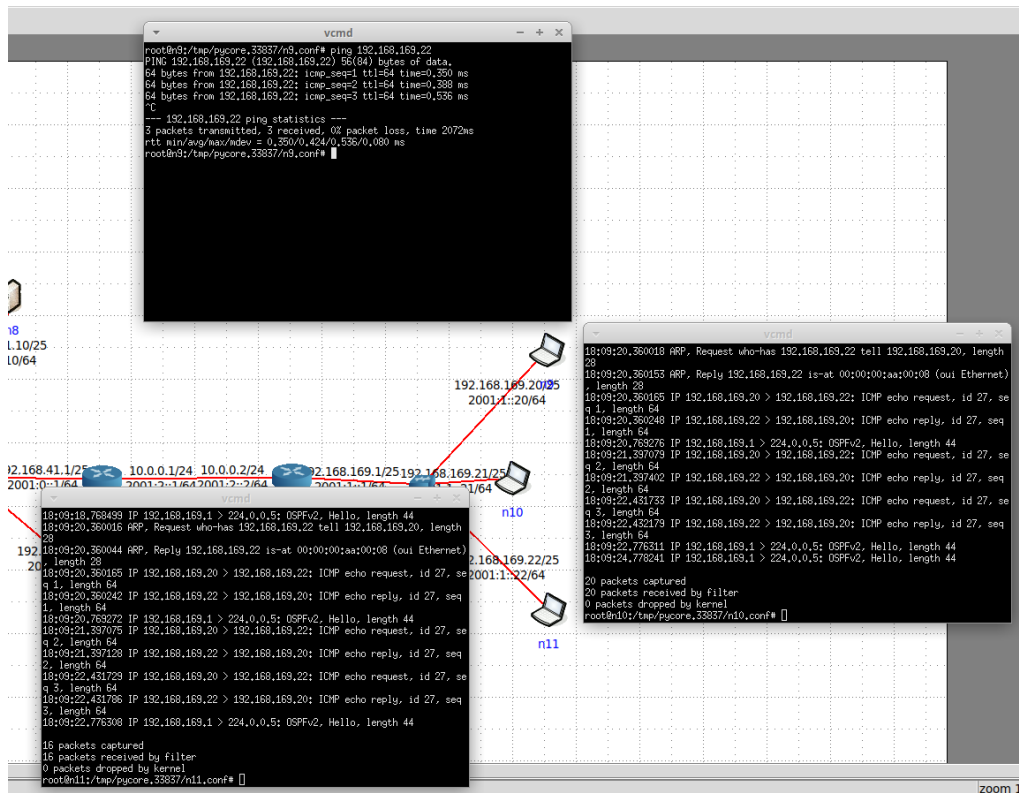 vcmd
root@n9:/tmp/pycore.33837/n9.conf# ping 192.168.169.22
PING 192.168.169.22 (192.168.169.22) 56(84) bytes of data.
64 bytes from 192.168.169.22: icmp_seq=1 ttl=64 time=0.350 ms
64 bytes from 192.168.169.22: icmp_seq=2 ttl=64 time=0.388 ms
64 bytes from 192.168.169.22: icmp_seq=3 ttl=64 time=0.536 ms
^C
--- 192.168.169.22 ping statistics ---
3 packets transmitted, 3 received, 0% packet loss, time 2072ms
rtt min/avg/max/mdev = 0.350/0.424/0.536/0.080 ms
root@n9:/tmp/pycore.33837/n9.conf#
n8
1.10/25
10/64
n9
192.168.169.20/25
2001:1::20/64
vcmd
18:09:20.360018 ARP, Request who-has 192.168.169.22 tell 192.168.169.20, length
28
18:09:20.360153 ARP, Reply 192.168.169.22 is-at 00:00:00:aa:00:08 (oui Ethernet)
, length 28
18:09:20.360165 IP 192.168.169.20 > 192.168.169.22: ICMP echo request, id 27, se
q 1, length 64
18:09:20.360248 IP 192.168.169.22 > 192.168.169.20: ICMP echo reply, id 27, seq
1, length 64
18:09:20.769276 IP 192.168.169.1 > 224.0.0.5: OSPFv2, Hello, length 44
18:09:21.397079 IP 192.168.169.20 > 192.168.169.22: ICMP echo request, id 27, se
q 2, length 64
18:09:21.397402 IP 192.168.169.22 > 192.168.169.20: ICMP echo reply, id 27, seq
2, length 64
18:09:22.431733 IP 192.168.169.20 > 192.168.169.22: ICMP echo request, id 27, se
q 3, length 64
18:09:22.432179 IP 192.168.169.22 > 192.168.169.20: ICMP echo reply, id 27, seq
3, length 64
18:09:22.776311 IP 192.168.169.1 > 224.0.0.5: OSPFv2, Hello, length 44
18:09:24.778241 IP 192.168.169.1 > 224.0.0.5: OSPFv2, Hello, length 44
20 packets captured
20 packets received by filter
0 packets dropped by kernel
root@n10:/tmp/pycore.33837/n10.conf#
92.168.41.1/25
2001:0::1/64
10.0.0.1/24
2001:2::1/64
10.0.0.2/24
2001:2::2/64
92.168.169.1/25
2001:1::1/64
192.168.169.21/25
n10
vcmd
18:09:18.768499 IP 192.168.169.1 > 224.0.0.5: OSPFv2, Hello, length 44
18:09:20.360016 ARP, Request who-has 192.168.169.22 tell 192.168.169.20, length
28
18:09:20.360044 ARP, Reply 192.168.169.22 is-at 00:00:00:aa:00:08 (oui Ethernet)
, length 28
18:09:20.360165 IP 192.168.169.20 > 192.168.169.22: ICMP echo request, id 27, se
q 1, length 64
18:09:20.360242 IP 192.168.169.22 > 192.168.169.20: ICMP echo reply, id 27, seq
1, length 64
18:09:20.769272 IP 192.168.169.1 > 224.0.0.5: OSPFv2, Hello, length 44
18:09:21.397075 IP 192.168.169.20 > 192.168.169.22: ICMP echo request, id 27, se
q 2, length 64
18:09:21.397128 IP 192.168.169.22 > 192.168.169.20: ICMP echo reply, id 27, seq
2, length 64
18:09:22.431729 IP 192.168.169.20 > 192.168.169.22: ICMP echo request, id 27, se
q 3, length 64
18:09:22.431786 IP 192.168.169.22 > 192.168.169.20: ICMP echo reply, id 27, seq
3, length 64
18:09:22.776308 IP 192.168.169.1 > 224.0.0.5: OSPFv2, Hello, length 44
16 packets captured
16 packets received by filter
0 packets dropped by kernel
root@n11:/tmp/pycore.33837/n11.conf#
192.
20
2.168.169.22/25
2001:1::22/64
n11
zoom 1